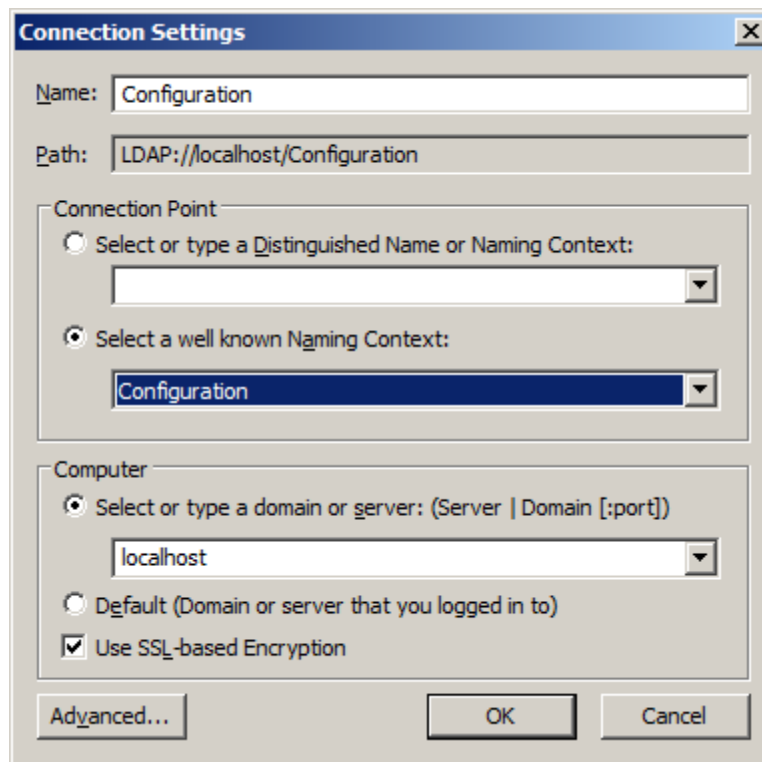 Connection Settings
Name: Configuration
Path: LDAP://localhost/Configuration
Connection Point
Select or type a Distinguished Name or Naming Context:
Select a well known Naming Context:
Configuration
Computer
Select or type a domain or server: (Server | Domain [:port])
localhost
Default (Domain or server that you logged in to)
Use SSL-based Encryption
Advanced... OK Cancel